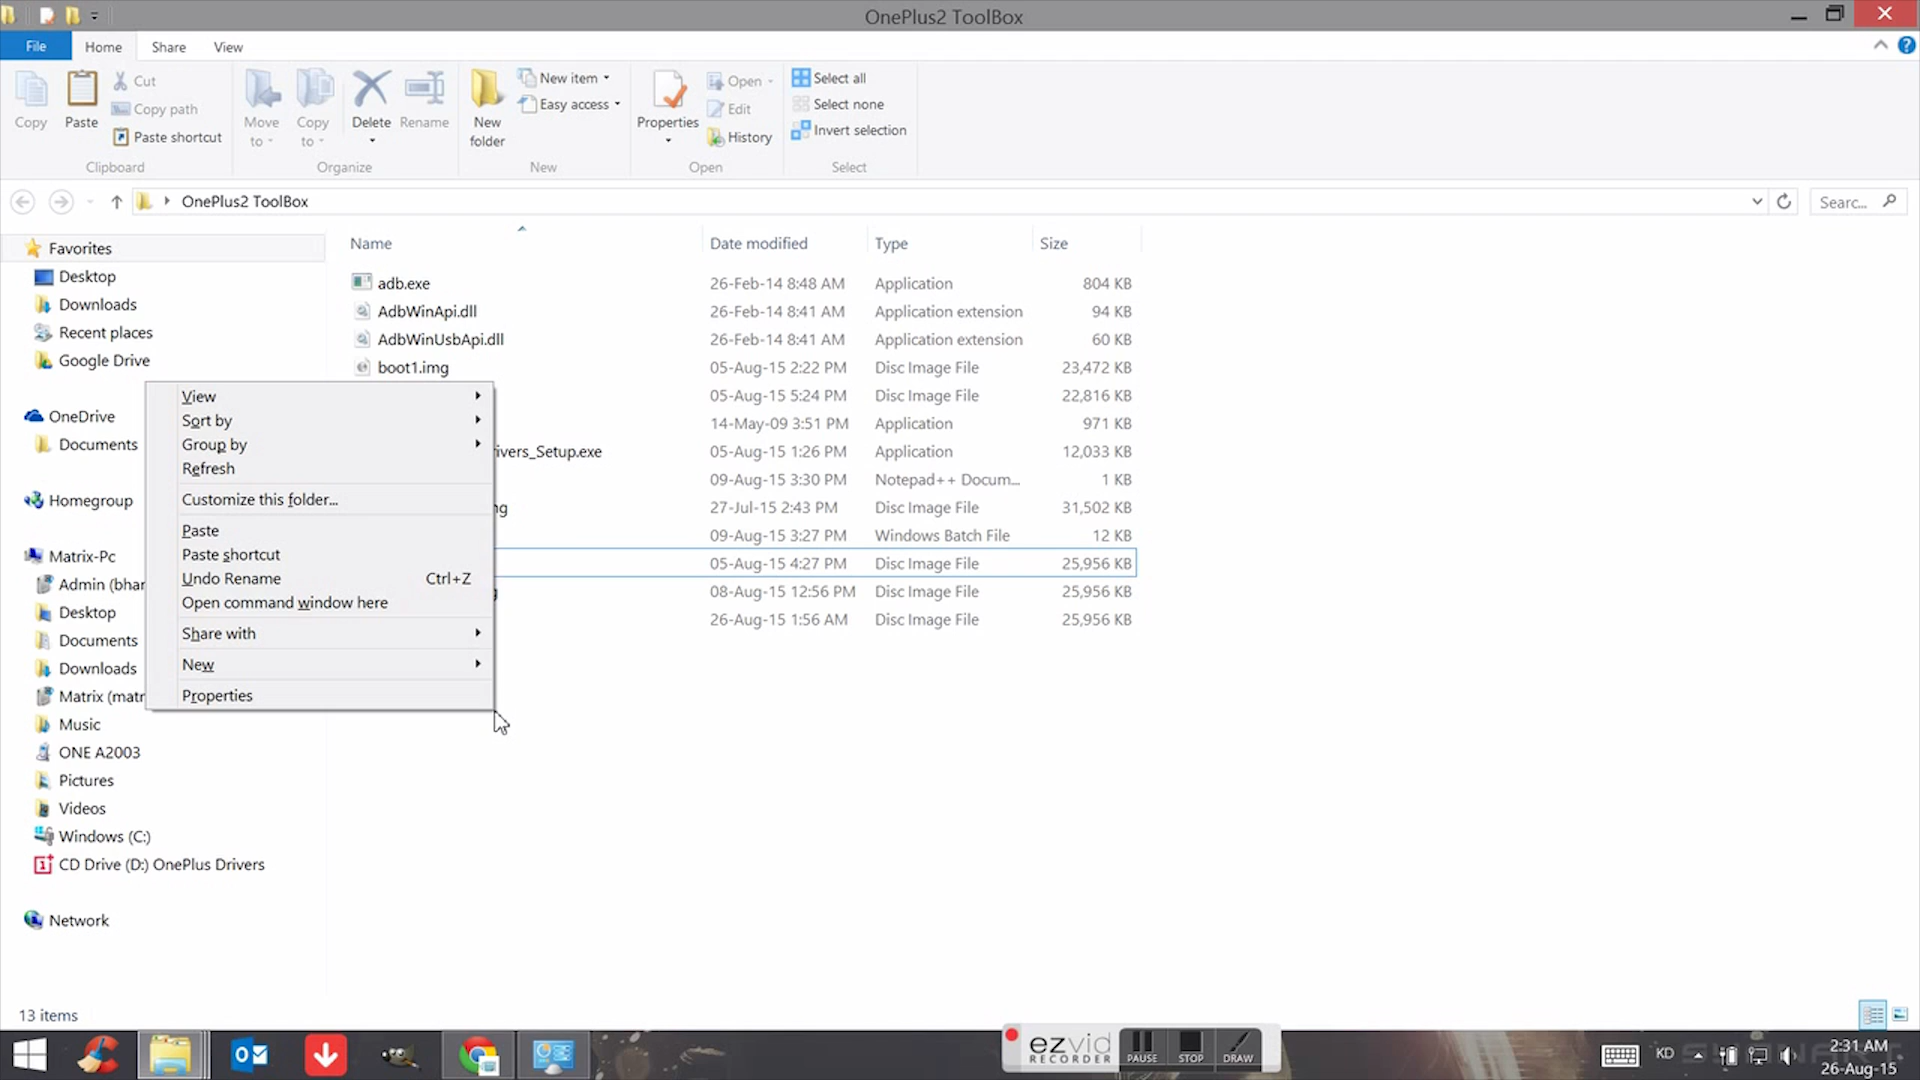 OnePlus2 ToolBox
File Home Share View
Copy
Paste
Cut
Copy path
Paste shortcut
Clipboard
Move to
Copy to
Delete
Rename
Organize
New folder
New item
Easy access
New
Properties
Open
Edit
History
Open
Select all
Select none
Invert selection
Select
OnePlus2 ToolBox
Searc...
Favorites
Desktop
Downloads
Recent places
Google Drive
OneDrive
Documents
Homegroup
Matrix-Pc
Admin (bhar
Desktop
Documents
Downloads
Matrix (matr
Music
ONE A2003
Pictures
Videos
Windows (C:)
CD Drive (D:) OnePlus Drivers
Network
Name Date modified Type Size
adb.exe 26-Feb-14 8:48 AM Application 804 KB
AdbWinApi.dll 26-Feb-14 8:41 AM Application extension 94 KB
AdbWinUsbApi.dll 26-Feb-14 8:41 AM Application extension 60 KB
boot1.img 05-Aug-15 2:22 PM Disc Image File 23,472 KB
05-Aug-15 5:24 PM Disc Image File 22,816 KB
14-May-09 3:51 PM Application 971 KB
ivers_Setup.exe 05-Aug-15 1:26 PM Application 12,033 KB
09-Aug-15 3:30 PM Notepad++ Docum... 1 KB
ng 27-Jul-15 2:43 PM Disc Image File 31,502 KB
09-Aug-15 3:27 PM Windows Batch File 12 KB
05-Aug-15 4:27 PM Disc Image File 25,956 KB
08-Aug-15 12:56 PM Disc Image File 25,956 KB
26-Aug-15 1:56 AM Disc Image File 25,956 KB
View
Sort by
Group by
Refresh
Customize this folder...
Paste
Paste shortcut
Undo Rename Ctrl+Z
Open command window here
Share with
New
Properties
13 items
ezvid
RECORDER
PAUSE STOP DRAW
KD
2:31 AM
26-Aug-15